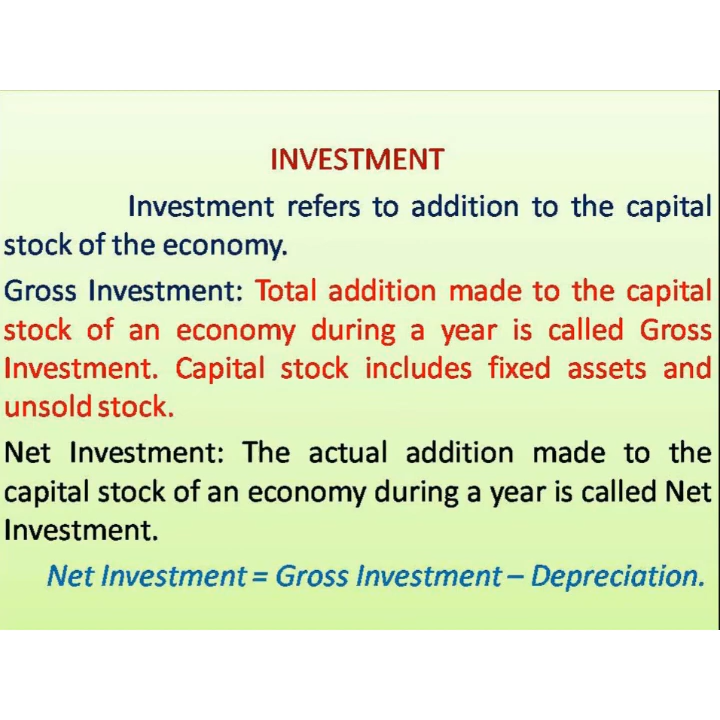 INVESTMENT
Investment refers to addition to the capital
stock of the economy.
Gross Investment: Total addition made to the capital
stock of an economy during a year is called Gross
Investment. Capital stock includes fixed assets and
unsold stock.
Net Investment: The actual addition made to the
capital stock of an economy during a year is called Net
Investment.
Net Investment = Gross Investment – Depreciation.